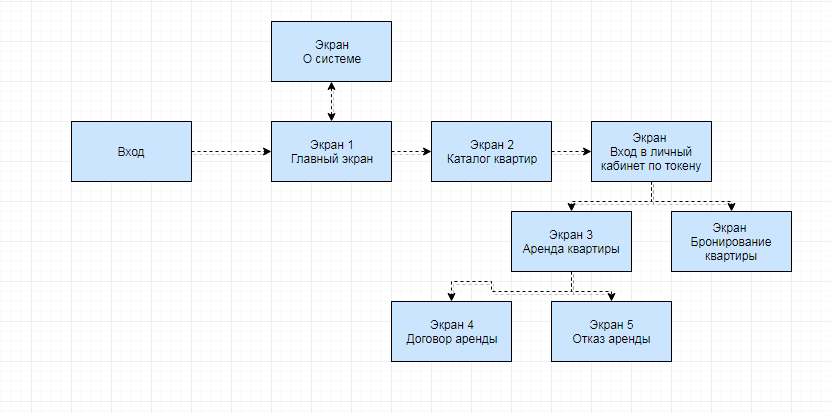 Экран
О системе
Вход
Экран 1
Главный экран
Экран 2
Каталог квартир
Экран
Вход в личный
кабинет по токену
Экран 3
Аренда квартиры
Экран
Бронирование
квартиры
Экран 4
Договор аренды
Экран 5
Отказ аренды